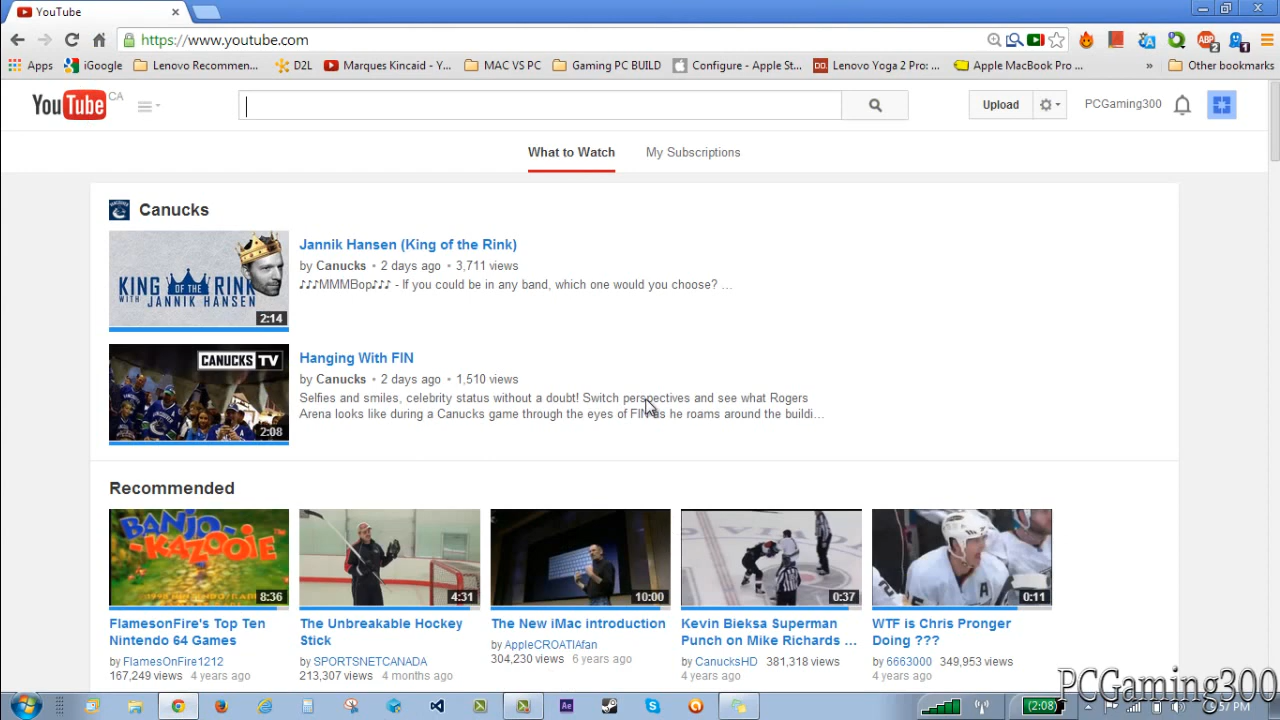 YouTube
https://www.youtube.com
Apps
iGoogle
Lenovo Recommen...
D2L
Marques Kincaid - Y...
MAC VS PC
Gaming PC BUILD
Configure - Apple St...
Lenovo Yoga 2 Pro: ...
Apple MacBook Pro ...
»
Other bookmarks
YouTube CA
Upload
PCGaming300
What to Watch
My Subscriptions
Canucks
KING OF THE RINK
WITH JANNIK HANSEN
2:14
Jannik Hansen (King of the Rink)
by Canucks • 2 days ago • 3,711 views
♪♪♪MMMBop♪♪♪ - If you could be in any band, which one would you choose? ...
CANUCKS TV
2:08
Hanging With FIN
by Canucks • 2 days ago • 1,510 views
Selfies and smiles, celebrity status without a doubt! Switch perspectives and see what Rogers
Arena looks like during a Canucks game through the eyes of FIN as he roams around the buildi...
Recommended
BANJO-
KAZOOIE
8:36
4:31
10:00
0:37
0:11
FlamesonFire's Top Ten
Nintendo 64 Games
by FlamesOnFire1212
167,249 views 4 years ago
The Unbreakable Hockey
Stick
by SPORTSNETCANADA
213,307 views 4 months ago
The New iMac introduction
by AppleCROATIAfan
304,230 views 6 years ago
Kevin Bieksa Superman
Punch on Mike Richards ...
by CanucksHD 381,318 views
4 years ago
WTF is Chris Pronger
Doing ???
by 6663000 349,953 views
4 years ago
PCGaming300
(2:08)
:57 PM